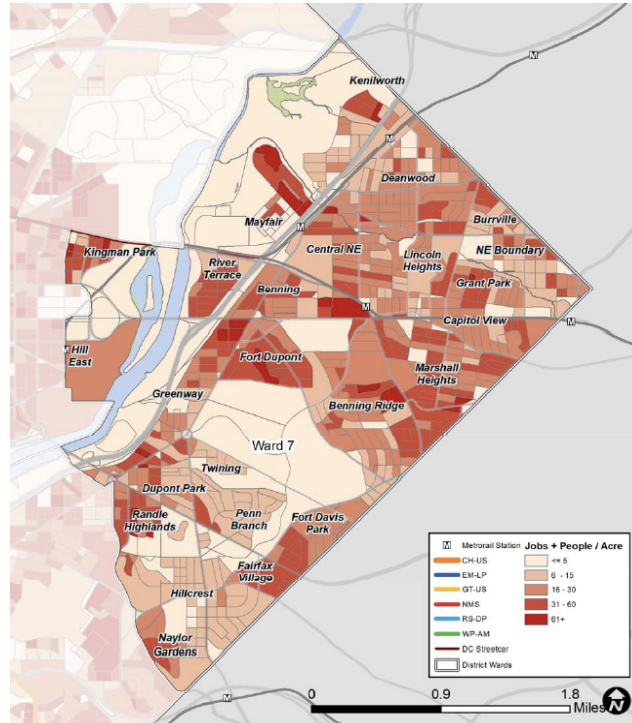 Kenilworth
M
M
Deanwood
Mayfair
M
Burrville
Kingman Park
River
Terrace
Central NE
Lincoln
Heights
NE Boundary
Benning
Grant Park
M
Capitol View
M
M
Hill
East
Fort Dupont
Marshall
Heights
Greenway
Benning Ridge
Ward 7
Twining
Dupont Park
Randle
Highlands
Penn
Branch
Fort Davis
Park
Fairfax
Village
Hillcrest
Naylor
Gardens
M
M Metrorail Station
CH-US
EM-LP
GT-US
NMS
RS-DP
WP-AM
DC Streetcar
District Wards
Jobs + People / Acre
<= 5
6 - 15
16 - 30
31 - 60
61+
0 0.9 1.8
Miles
N